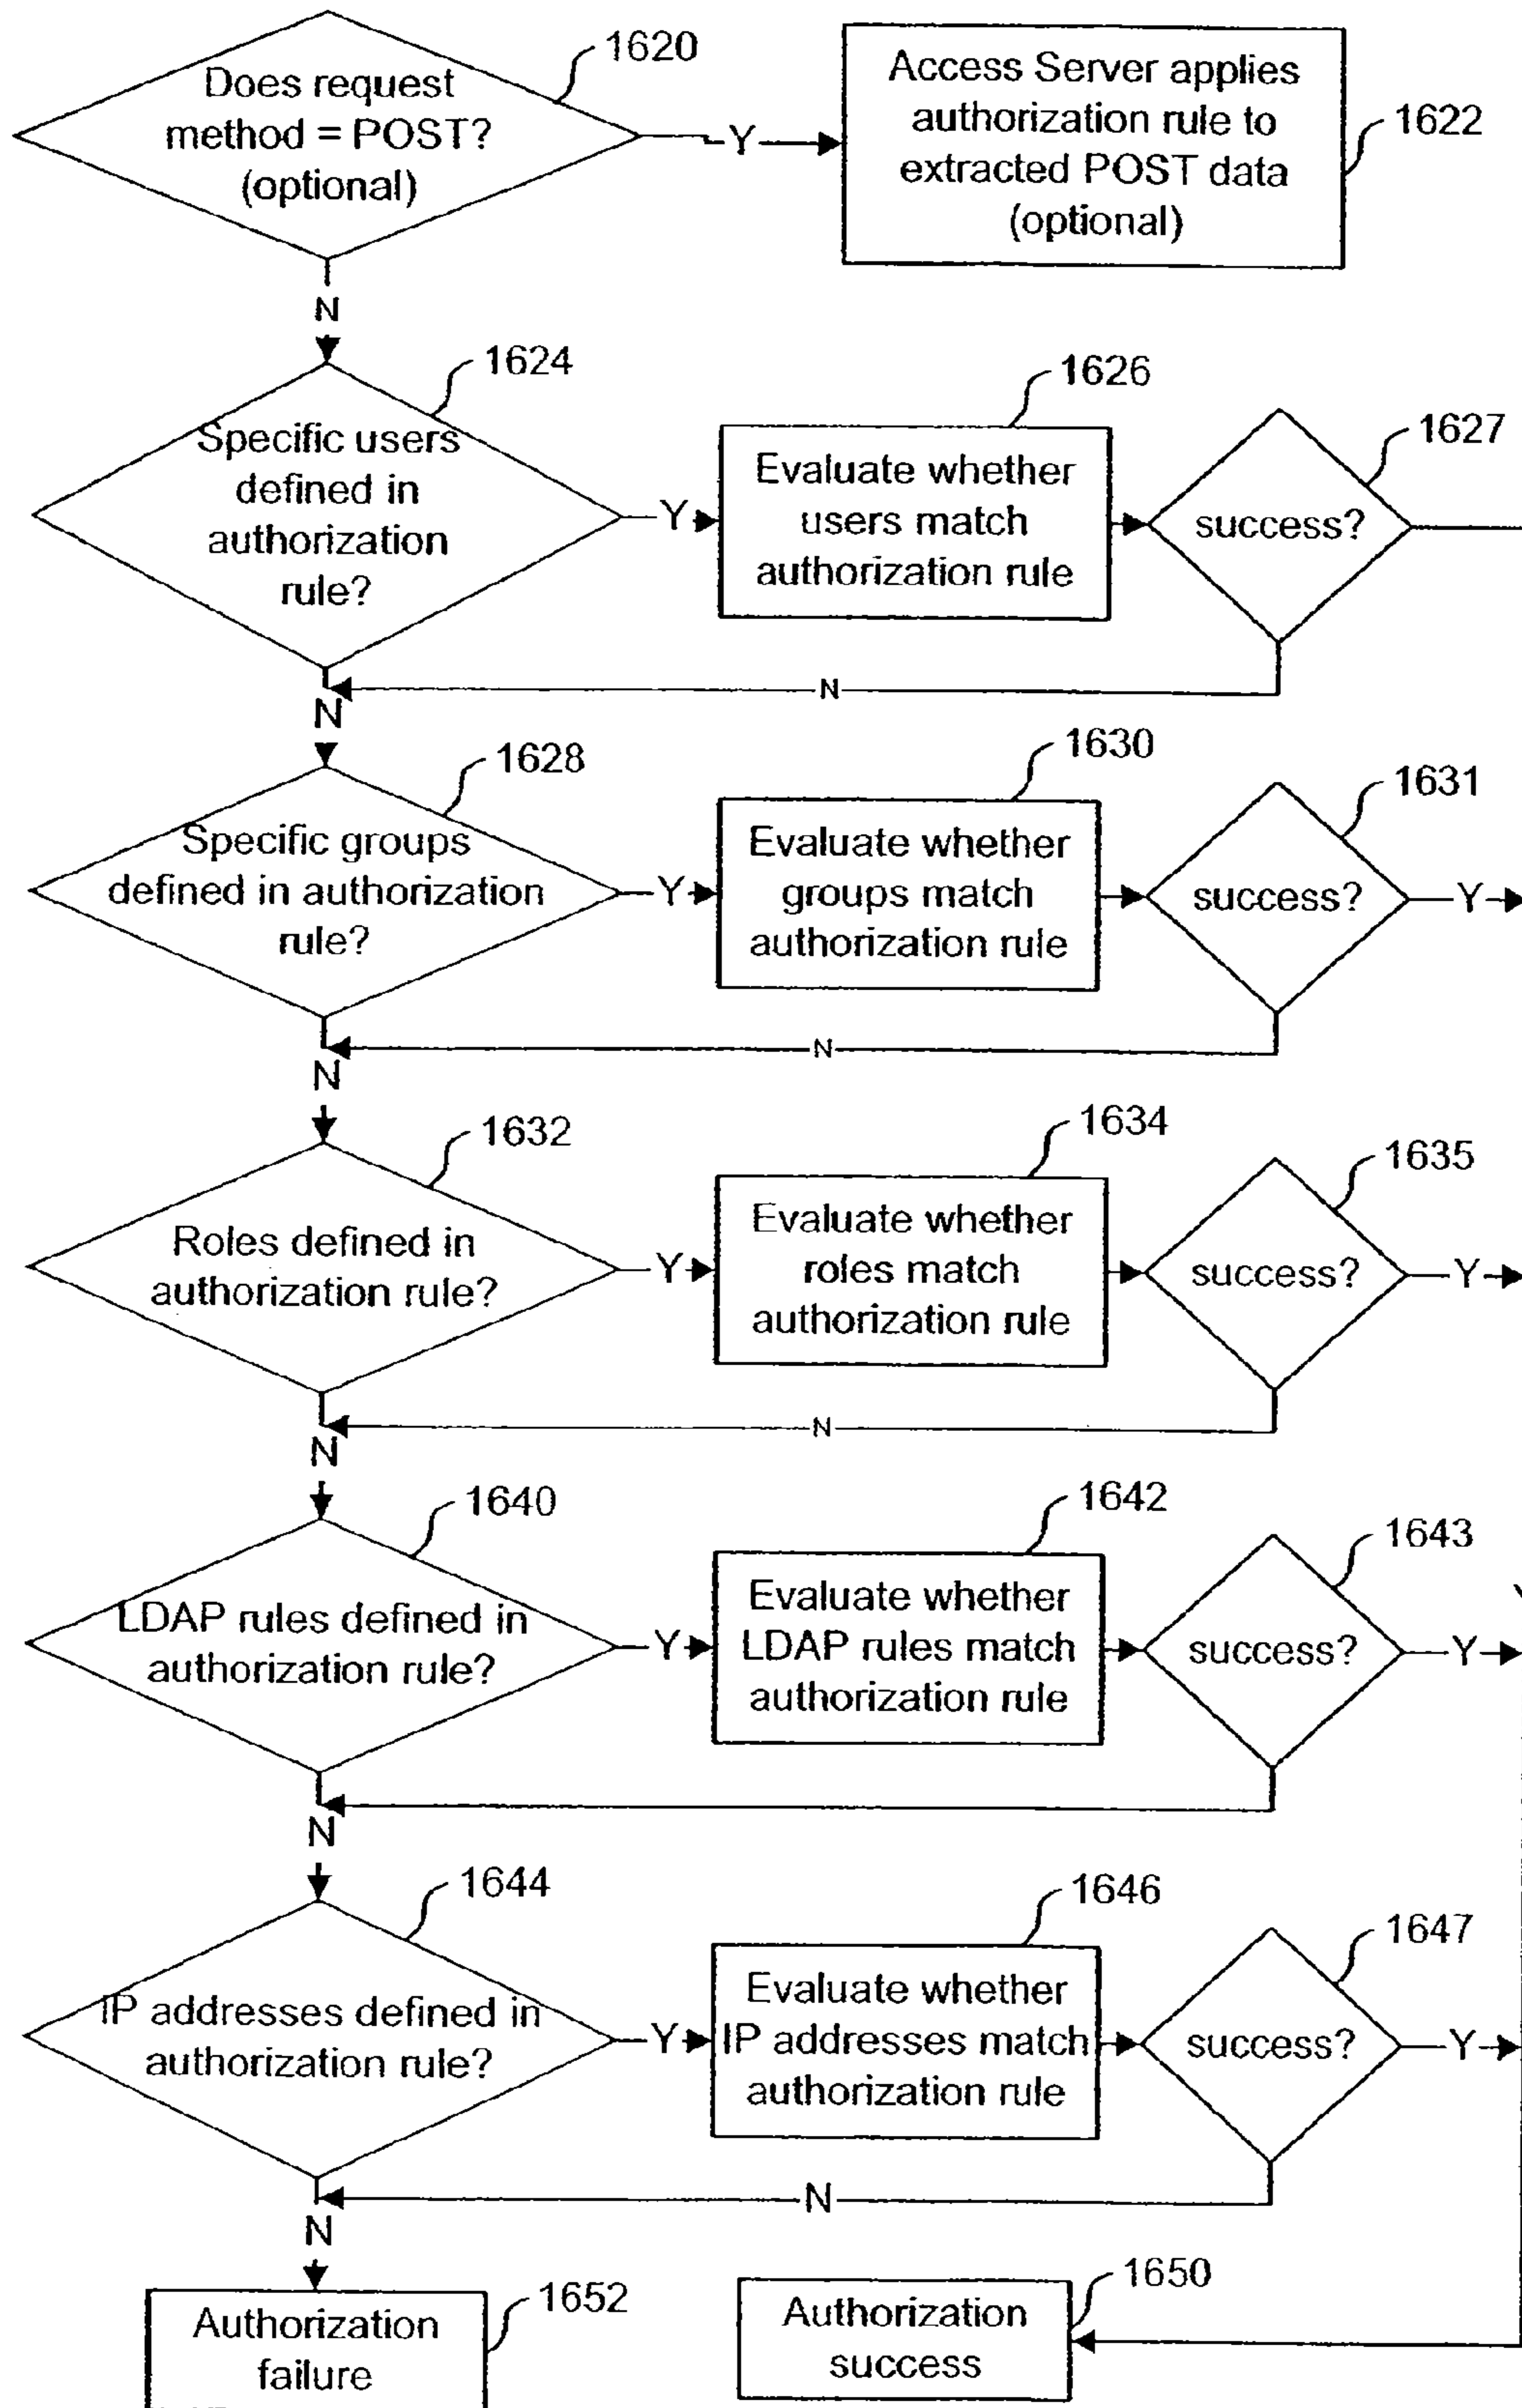 1620
Does request
method = POST?
(optional)
Y
Access Server applies
authorization rule to
extracted POST data
(optional)
1622
N
1624
Specific users
defined in
authorization
rule?
Y
1626
Evaluate whether
users match
authorization rule
1627
success?
N
N
1628
Specific groups
defined in authorization
rule?
Y
1630
Evaluate whether
groups match
authorization rule
1631
success?
Y
N
N
1632
Roles defined in
authorization rule?
Y
1634
Evaluate whether
roles match
authorization rule
1635
success?
Y
N
N
1640
LDAP rules defined in
authorization rule?
Y
1642
Evaluate whether
LDAP rules match
authorization rule
1643
success?
Y
N
1644
IP addresses defined in
authorization rule?
Y
1646
Evaluate whether
IP addresses match
authorization rule
1647
success?
Y
N
N
1652
Authorization
failure
1650
Authorization
success